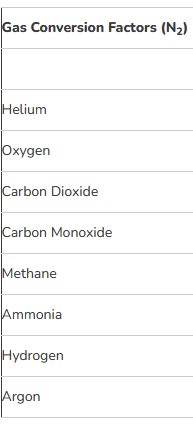 Gas Conversion Factors (N₂)
Helium
Oxygen
Carbon Dioxide
Carbon Monoxide
Methane
Ammonia
Hydrogen
Argon